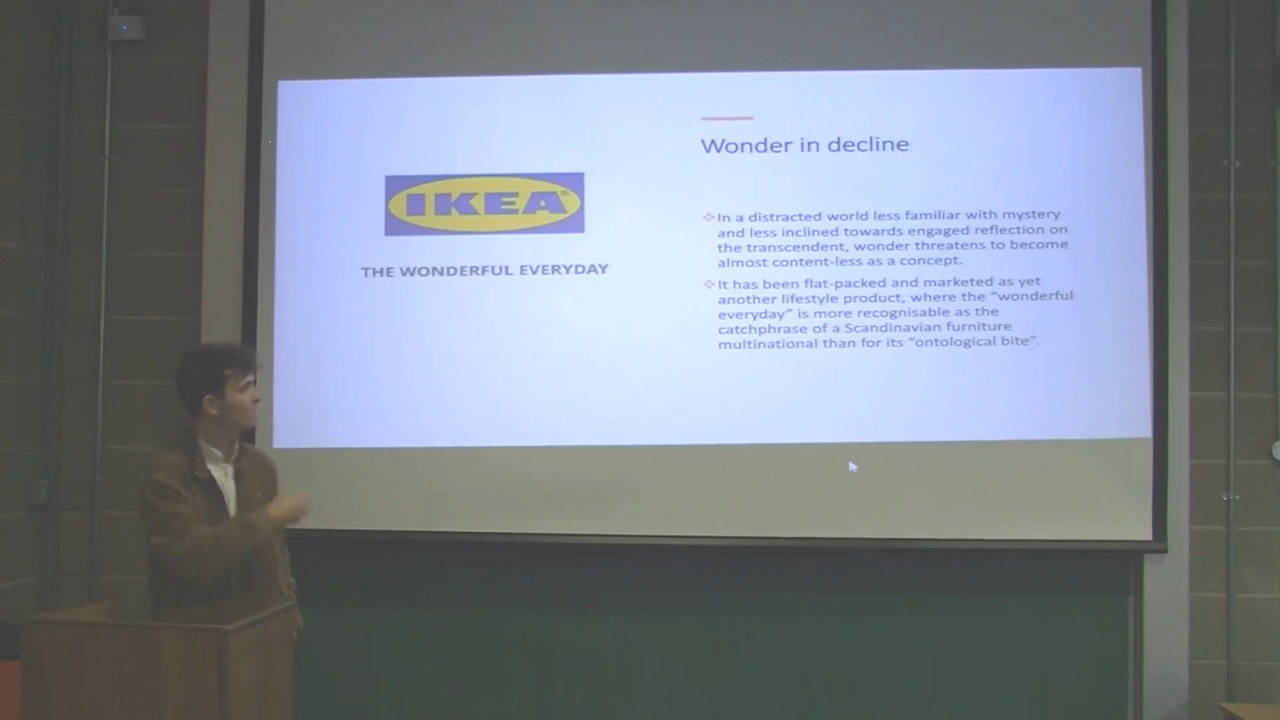 IKEA
THE WONDERFUL EVERYDAY
Wonder in decline
In a distracted world less familiar with mystery
and less inclined towards engaged reflection on
the transcendent, wonder threatens to become
almost content-less as a concept.
It has been flat-packed and marketed as yet
another lifestyle product, where the “wonderful
everyday” is more recognisable as the
catchphrase of a Scandinavian furniture
multinational than for its “ontological bite”.